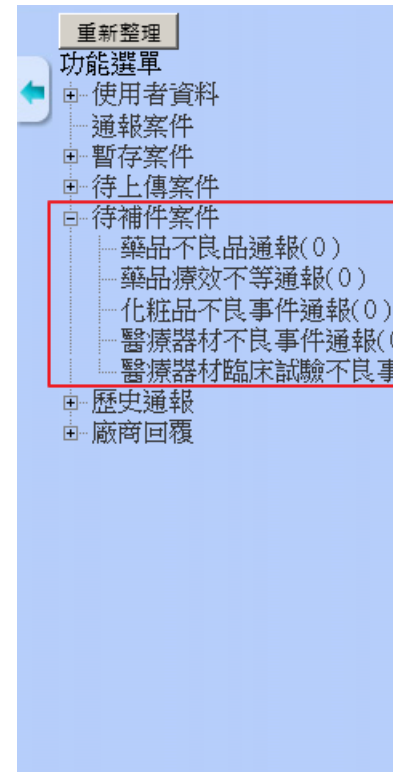 重新整理
功能選單
使用者資料
通報案件
暫存案件
待上傳案件
待補件案件
藥品不良品通報(0)
藥品療效不等通報(0)
化粧品不良事件通報(0)
醫療器材不良事件通報(
醫療器材臨床試驗不良
歷史通報
廠商回覆